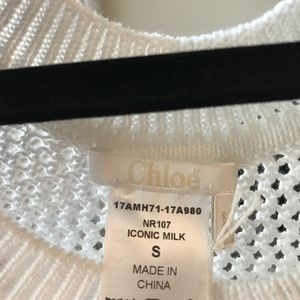 Chloé
17AMH71-17A980
NR107
ICONIC MILK
S
MADE IN
CHINA